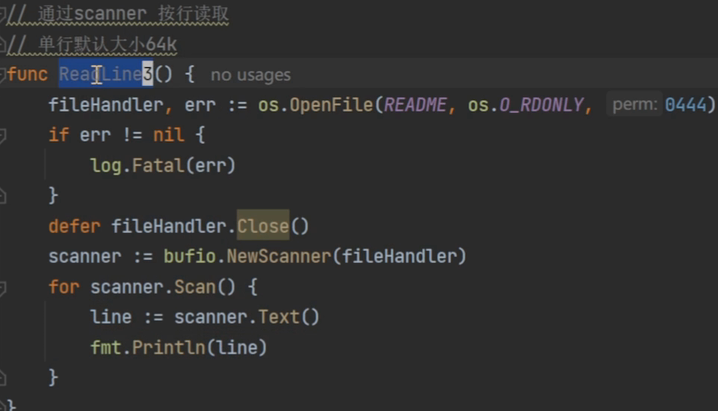 // 通过scanner 按行读取
// 单行默认大小64k
func ReadLine3() { no usages
fileHandler, err := os.OpenFile(README, os.O_RDONLY, perm: 0444)
if err != nil {
log.Fatal(err)
}
defer fileHandler.Close()
scanner := bufio.NewScanner(fileHandler)
for scanner.Scan() {
line := scanner.Text()
fmt.Println(line)
}
}